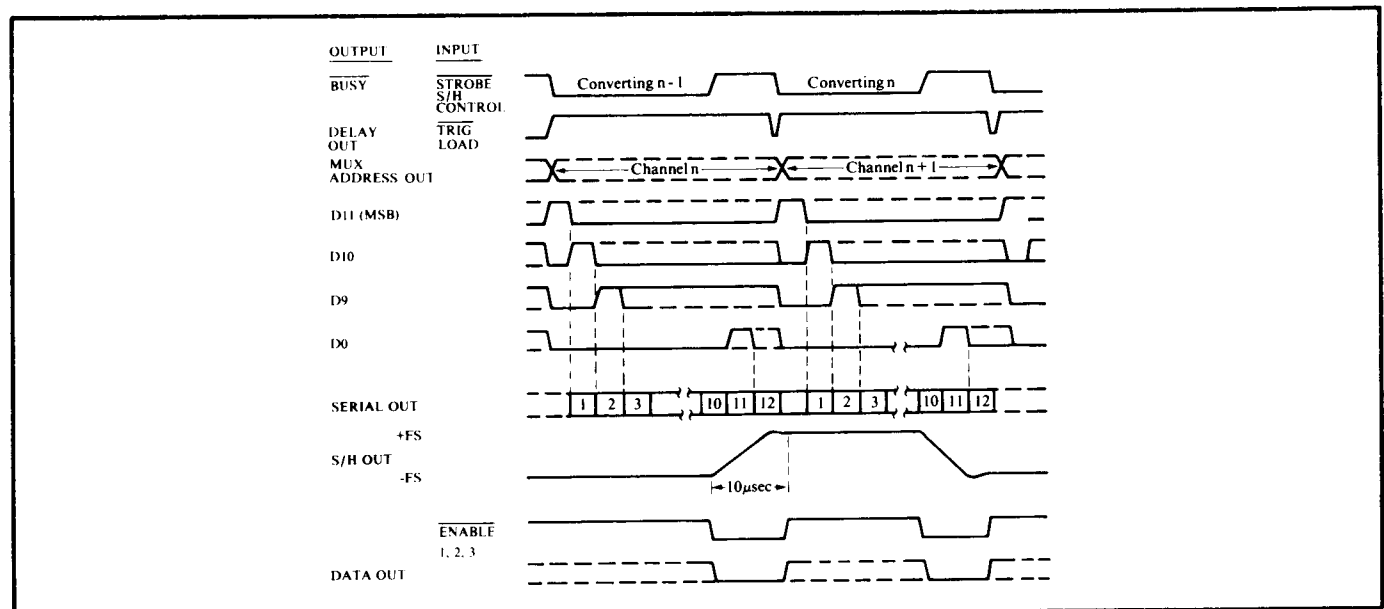 OUTPUT INPUT
BUSY STROBE Converting n - 1 Converting n
S/H
CONTROL
DELAY TRIG
OUT LOAD
MUX
ADDRESS OUT Channel n Channel n + 1
D11 (MSB)
D10
D9
D0
SERIAL OUT 1 2 3 10 11 12 1 2 3 10 11 12
+FS
S/H OUT
-FS
10μsec
ENABLE
1, 2, 3
DATA OUT